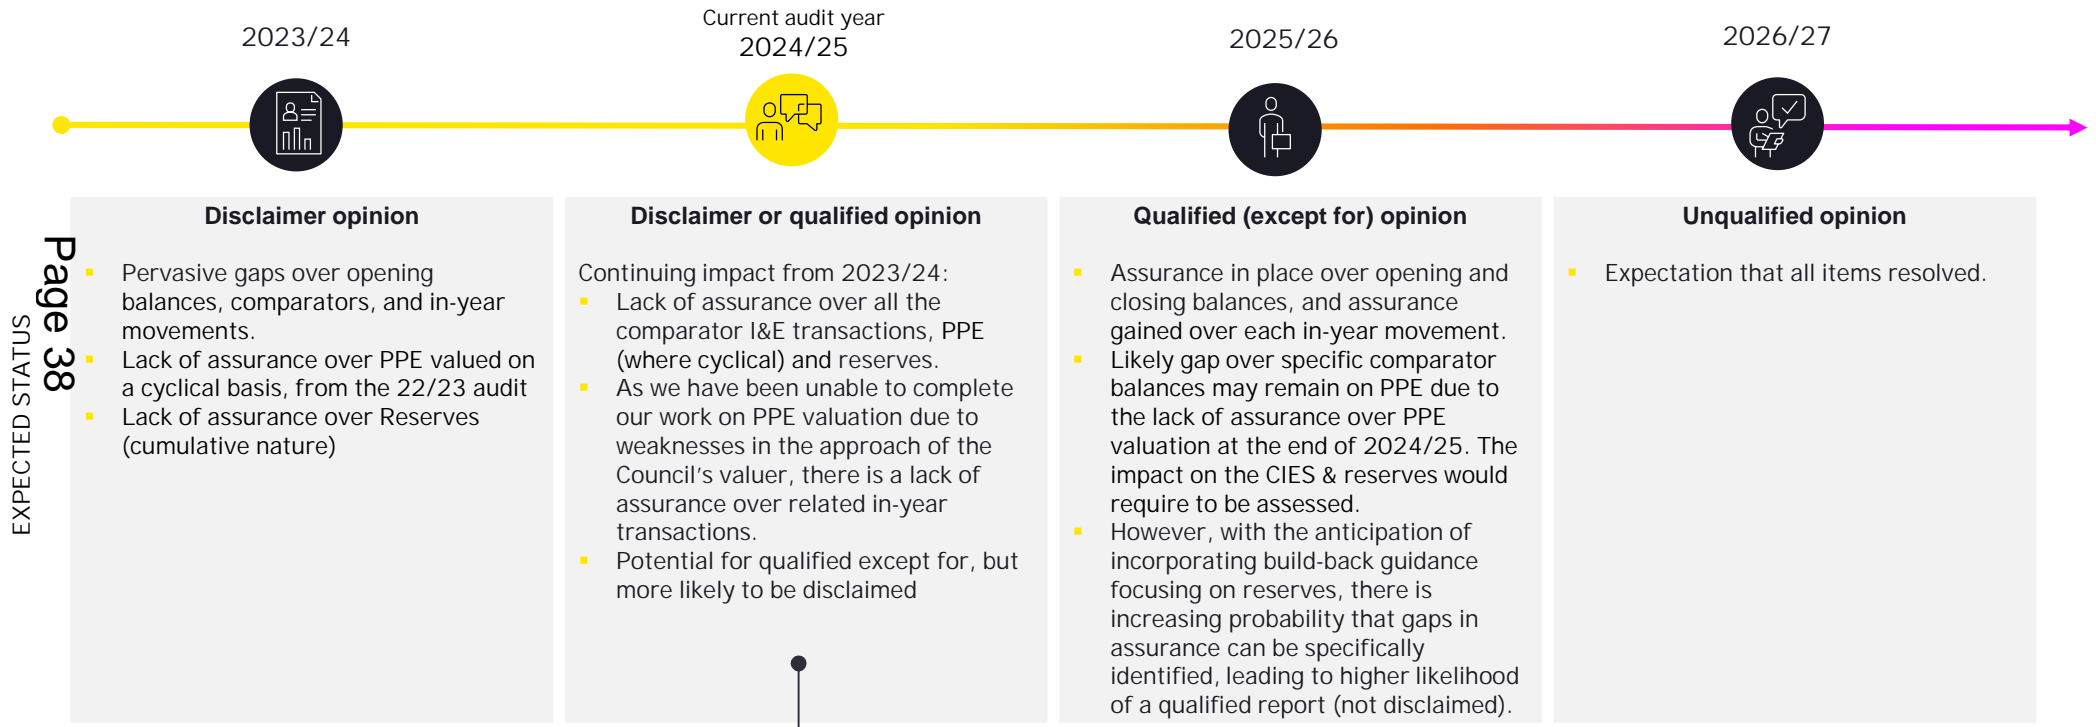 2023/24
Current audit year
2024/25
2025/26
2026/27
Page 38
EXPECTED STATUS
Disclaimer opinion
▪ Pervasive gaps over opening
balances, comparators, and in-year
movements.
▪ Lack of assurance over PPE valued on
a cyclical basis, from the 22/23 audit
▪ Lack of assurance over Reserves
(cumulative nature)
Disclaimer or qualified opinion
Continuing impact from 2023/24:
▪ Lack of assurance over all the
comparator I&E transactions, PPE
(where cyclical) and reserves.
▪ As we have been unable to complete
our work on PPE valuation due to
weaknesses in the approach of the
Council's valuer, there is a lack of
assurance over related in-year
transactions.
▪ Potential for qualified except for, but
more likely to be disclaimed
Qualified (except for) opinion
▪ Assurance in place over opening and
closing balances, and assurance
gained over each in-year movement.
▪ Likely gap over specific comparator
balances may remain on PPE due to
the lack of assurance over PPE
valuation at the end of 2024/25. The
impact on the CIES & reserves would
require to be assessed.
▪ However, with the anticipation of
incorporating build-back guidance
focusing on reserves, there is
increasing probability that gaps in
assurance can be specifically
identified, leading to higher likelihood
of a qualified report (not disclaimed).
Unqualified opinion
▪ Expectation that all items resolved.